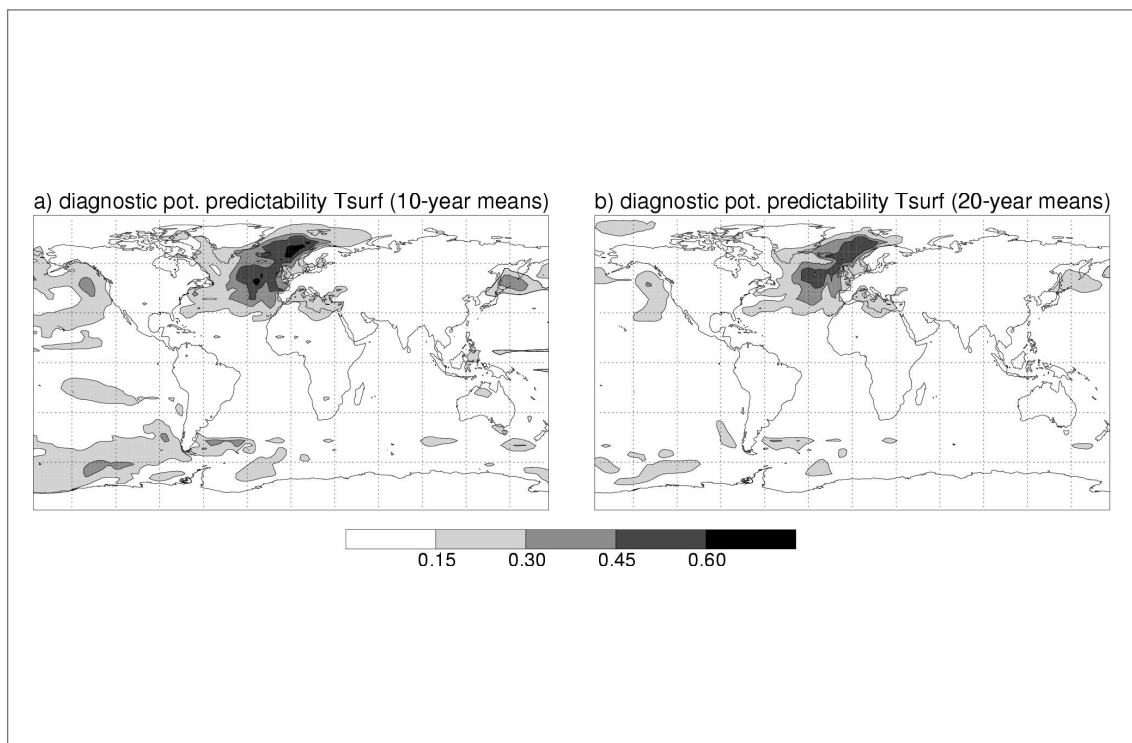 a) diagnostic pot. predictability Tsurf (10-year means)
b) diagnostic pot. predictability Tsurf (20-year means)
0.15 0.30 0.45 0.60